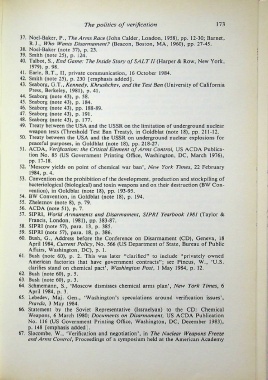 The politics of verification 173
37. Noel-Baker, P., The Arms Race (John Calder, London, 1958), pp. 12-30; Barnet, R.J., Who Wants Disarmament? (Beacon, Boston, MA, 1960), pp. 27-45.
38. Noel-Baker (note 37), p. 23.
39. Smith (note 25), p. 124.
40. Talbot, S., End Game: The Inside Story of SALT II (Harper & Row, New York, 1979), p. 98.
41. Earle, R.T., II, private communication, 16 October 1984.
42. Smith (note 25), p. 230 [emphasis added].
43. Seaborg, G.T., Kennedy, Khrushchev, and the Test Ban (University of California Press, Berkeley, 1981), p. 41.
44. Seaborg (note 43), p. 38.
45. Seaborg (note 43), p. 184.
46. Seaborg (note 43), pp. 188-89.
47. Seaborg (note 43), p. 190.
48. Seaborg (note 43), p. 177.
49. Treaty between the USA and the USSR on the limitation of underground nuclear weapon tests (Threshold Test Ban Treaty), in Goldblat (note 18), pp. 211-12.
50. Treaty between the USA and the USSR on underground nuclear explosions for peaceful purposes, in Goldblat (note 18), pp. 218-27.
51. ACDA, Verification: the Critical Element of Arms Control, US ACDA Publication No. 85 (US Government Printing Office, Washington, DC, March 1976), pp. 17-18.
52. 'Moscow yields on point of chemical war ban', New York Times, 22 February 1984, p. 4.
53. Convention on the prohibition of the development, production and stockpiling of bacteriological (biological) and toxin weapons and on their destruction (BW Convention), in Goldblat (note 18), pp. 193-95.
54. BW Convention, in Goldblat (note 18), p. 194.
55. Zheleznov (note 8), p. 79.
56. ACDA (note 51), p. 7.
57. SIPRI, World Armaments and Disarmament, SIPRI Yearbook 1981 (Taylor & Francis, London, 1981), pp. 383-87.
58. SIPRI (note 57), para. 13, p. 385.
59. SIPRI (note 57), para. 18, p. 386.
60. Bush, G., Address before the Conference on Disarmament (CD), Geneva, 18 April 1984, Current Policy, No. 566 (US Department of State, Bureau of Public Affairs, Washington, DC), p. 1.
61. Bush (note 60), p. 2. This was later "clarified" to include "privately owned American factories that have government contracts"; see Pincus, W., 'U.S. clarifies stand on chemical pact', Washington Post, 1 May 1984, p. 12.
62. Bush (note 60), p. 3.
63. Bush (note 60), p. 3.
64. Schmemann, S., 'Moscow dismisses chemical arms plan', New York Times, 6 April 1984, p. 3.
65. Lebedev, Maj. Gen., 'Washington's speculations around verification issues', Pravda, 3 May 1984.
66. Statement by the Soviet Representative (Issraelyan) to the CD: Chemical Weapons, 4 March 1980; Documents on Disarmament, US ACDA Publication No. 116 (US Government Printing Office, Washington, DC, December 1983), p. 148 [emphasis added].
67. Slocombe, W., 'Verification and negotiation', in The Nuclear Weapons Freeze and Arms Control, Proceedings of a symposium held at the American Academy